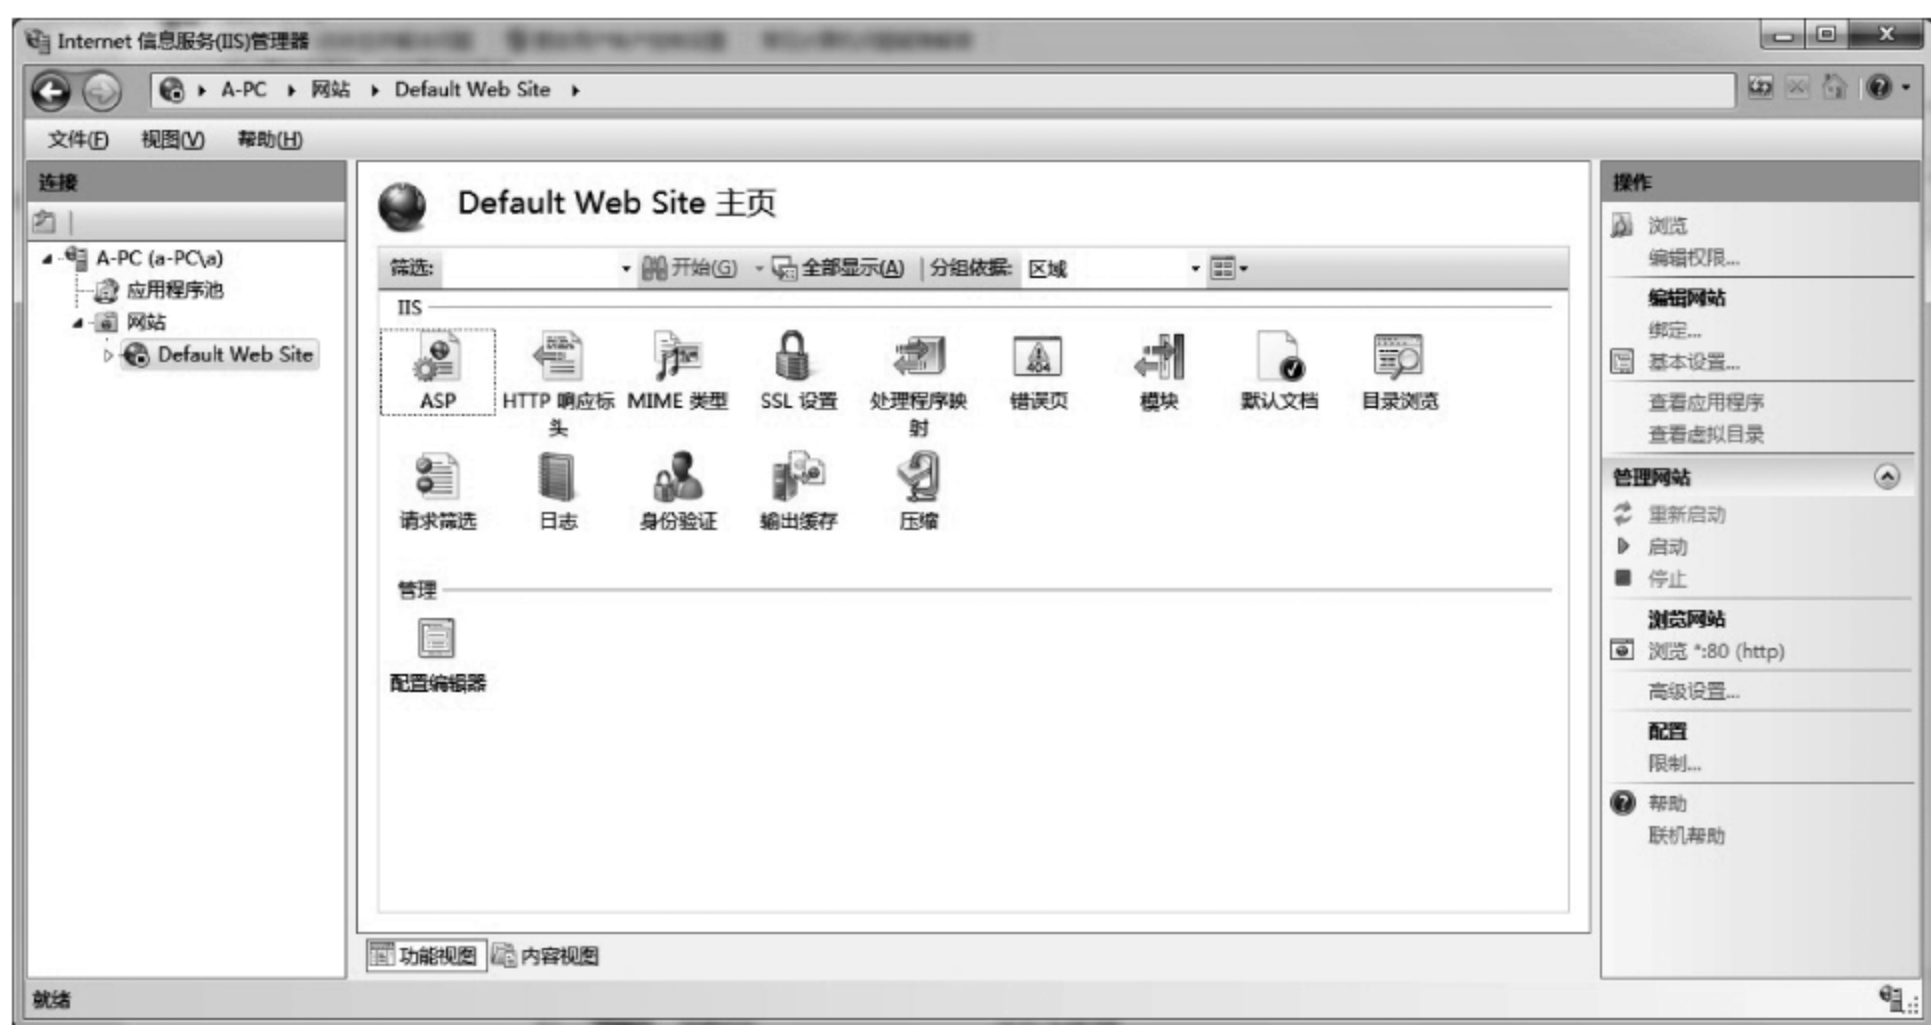 Internet 信息服务(IIS)管理器
A-PC
网站
Default Web Site
文件(F)
视图(V)
帮助(H)
连接
A-PC (a-PC\a)
应用程序池
网站
Default Web Site
Default Web Site 主页
筛选:
开始(G)
全部显示(A)
分组依据:
区域
IIS
ASP
HTTP 响应标
头
MIME 类型
SSL 设置
处理程序映
射
404
错误页
模块
默认文档
目录浏览
请求筛选
日志
身份验证
输出缓存
压缩
管理
配置编辑器
功能视图
内容视图
操作
浏览
编辑权限...
编辑网站
绑定...
基本设置...
查看应用程序
查看虚拟目录
管理网站
重新启动
启动
停止
浏览网站
浏览 *:80 (http)
高级设置...
配置
限制...
帮助
联机帮助
就绪